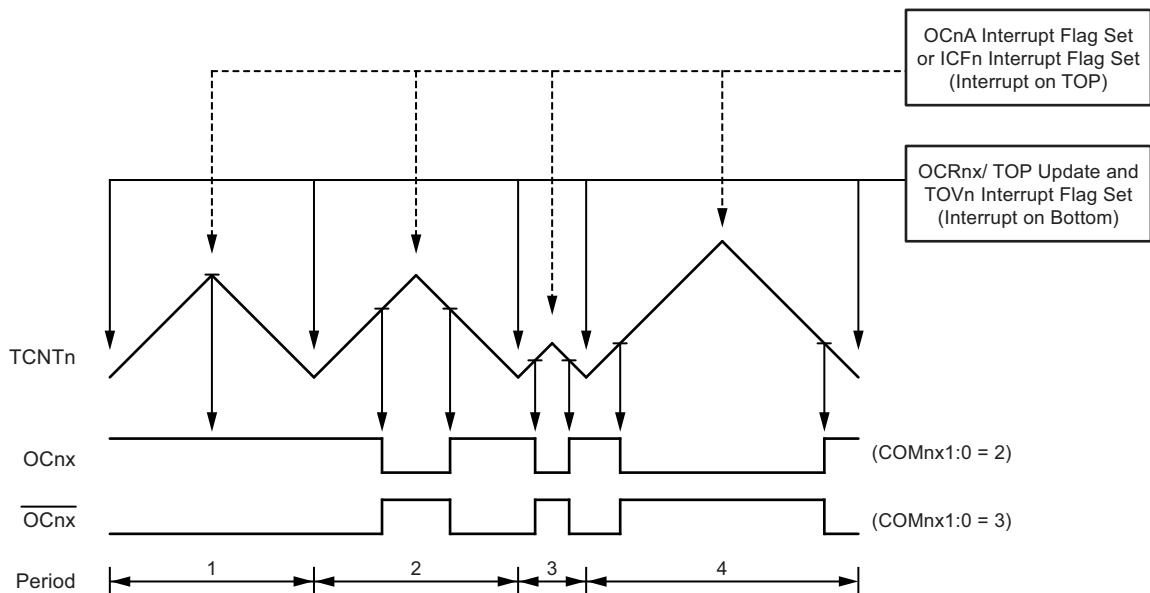 OCnA Interrupt Flag Set
or ICFn Interrupt Flag Set
(Interrupt on TOP)
OCRnx/ TOP Update and
TOVn Interrupt Flag Set
(Interrupt on Bottom)
TCNTn
OCnx
(COMnx1:0 = 2)
OCnx
(COMnx1:0 = 3)
Period
1
2
3
4